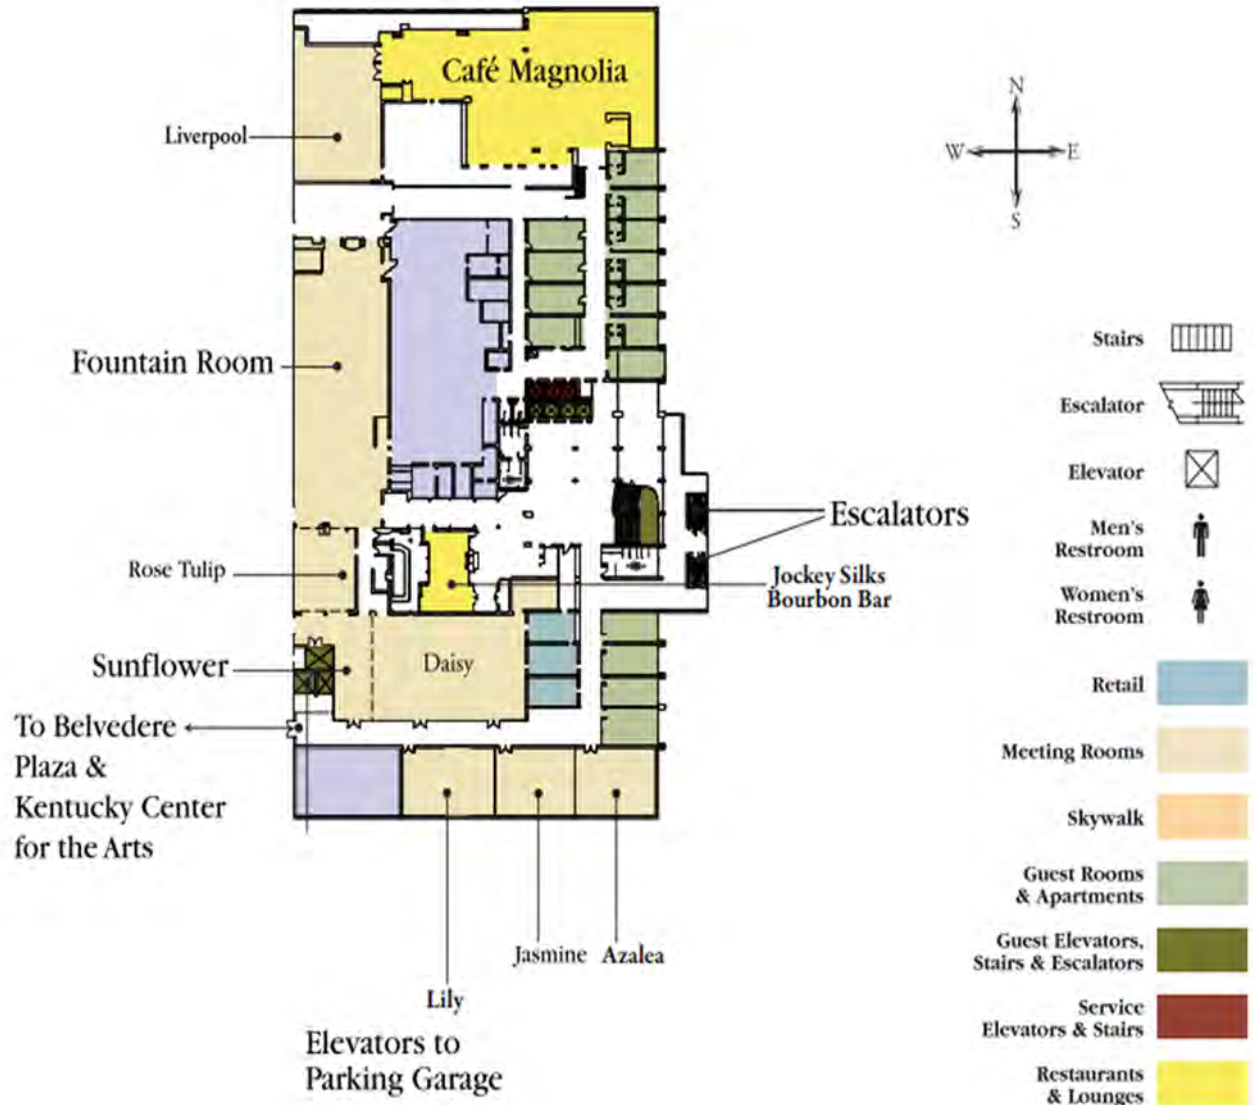 Café Magnolia
Liverpool
N
W
E
S
Fountain Room
Stairs
Escalator
Elevator
Men's
Restroom
Women's
Restroom
Escalators
Rose Tulip
Jockey Silks
Bourbon Bar
Sunflower
Daisy
To Belvedere
Plaza &
Kentucky Center
for the Arts
Retail
Meeting Rooms
Skywalk
Guest Rooms
& Apartments
Guest Elevators,
Stairs & Escalators
Service
Elevators & Stairs
Restaurants
& Lounges
Jasmine
Azalea
Lily
Elevators to
Parking Garage